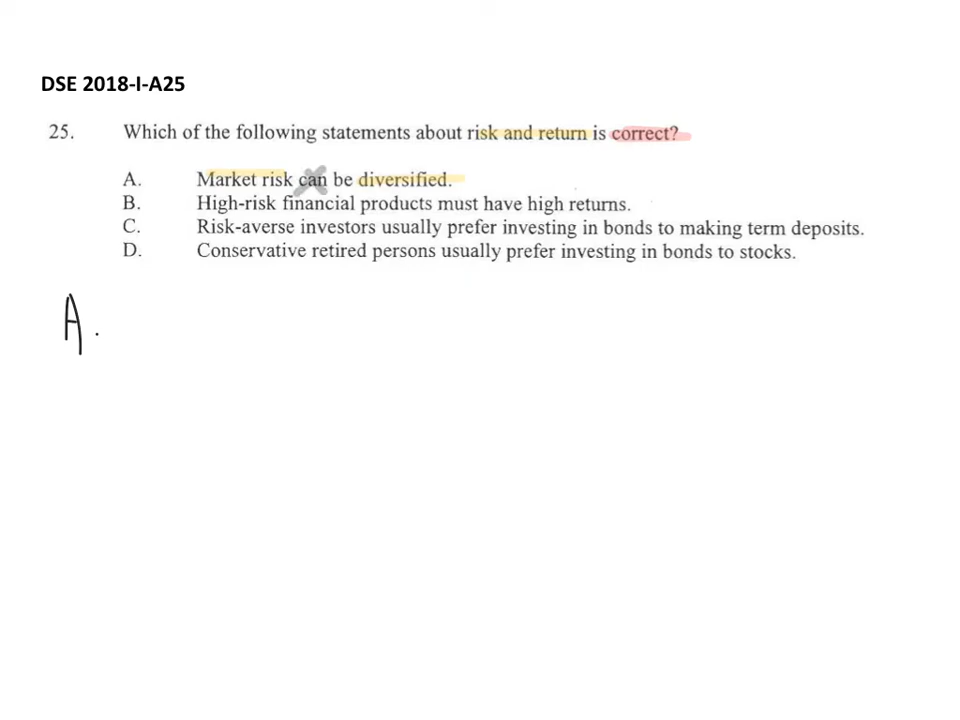 DSE 2018-I-A25
25. Which of the following statements about risk and return is correct?
A. Market risk can be diversified.
B. High-risk financial products must have high returns.
C. Risk-averse investors usually prefer investing in bonds to making term deposits.
D. Conservative retired persons usually prefer investing in bonds to stocks.
A.